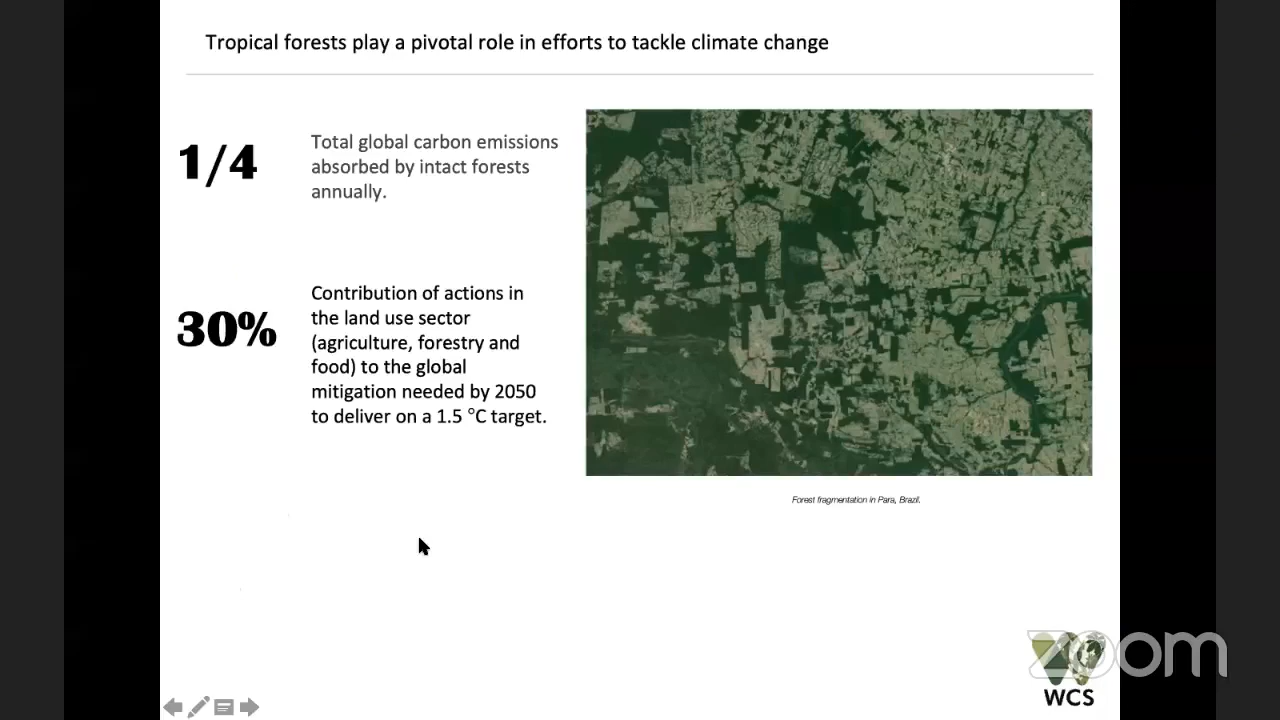 Tropical forests play a pivotal role in efforts to tackle climate change
1/4
Total global carbon emissions
absorbed by intact forests
annually.
30%
Contribution of actions in
the land use sector
(agriculture, forestry and
food) to the global
mitigation needed by 2050
to deliver on a 1.5 °C target.
Forest fragmentation in Para, Brazil.
zoom
WCS